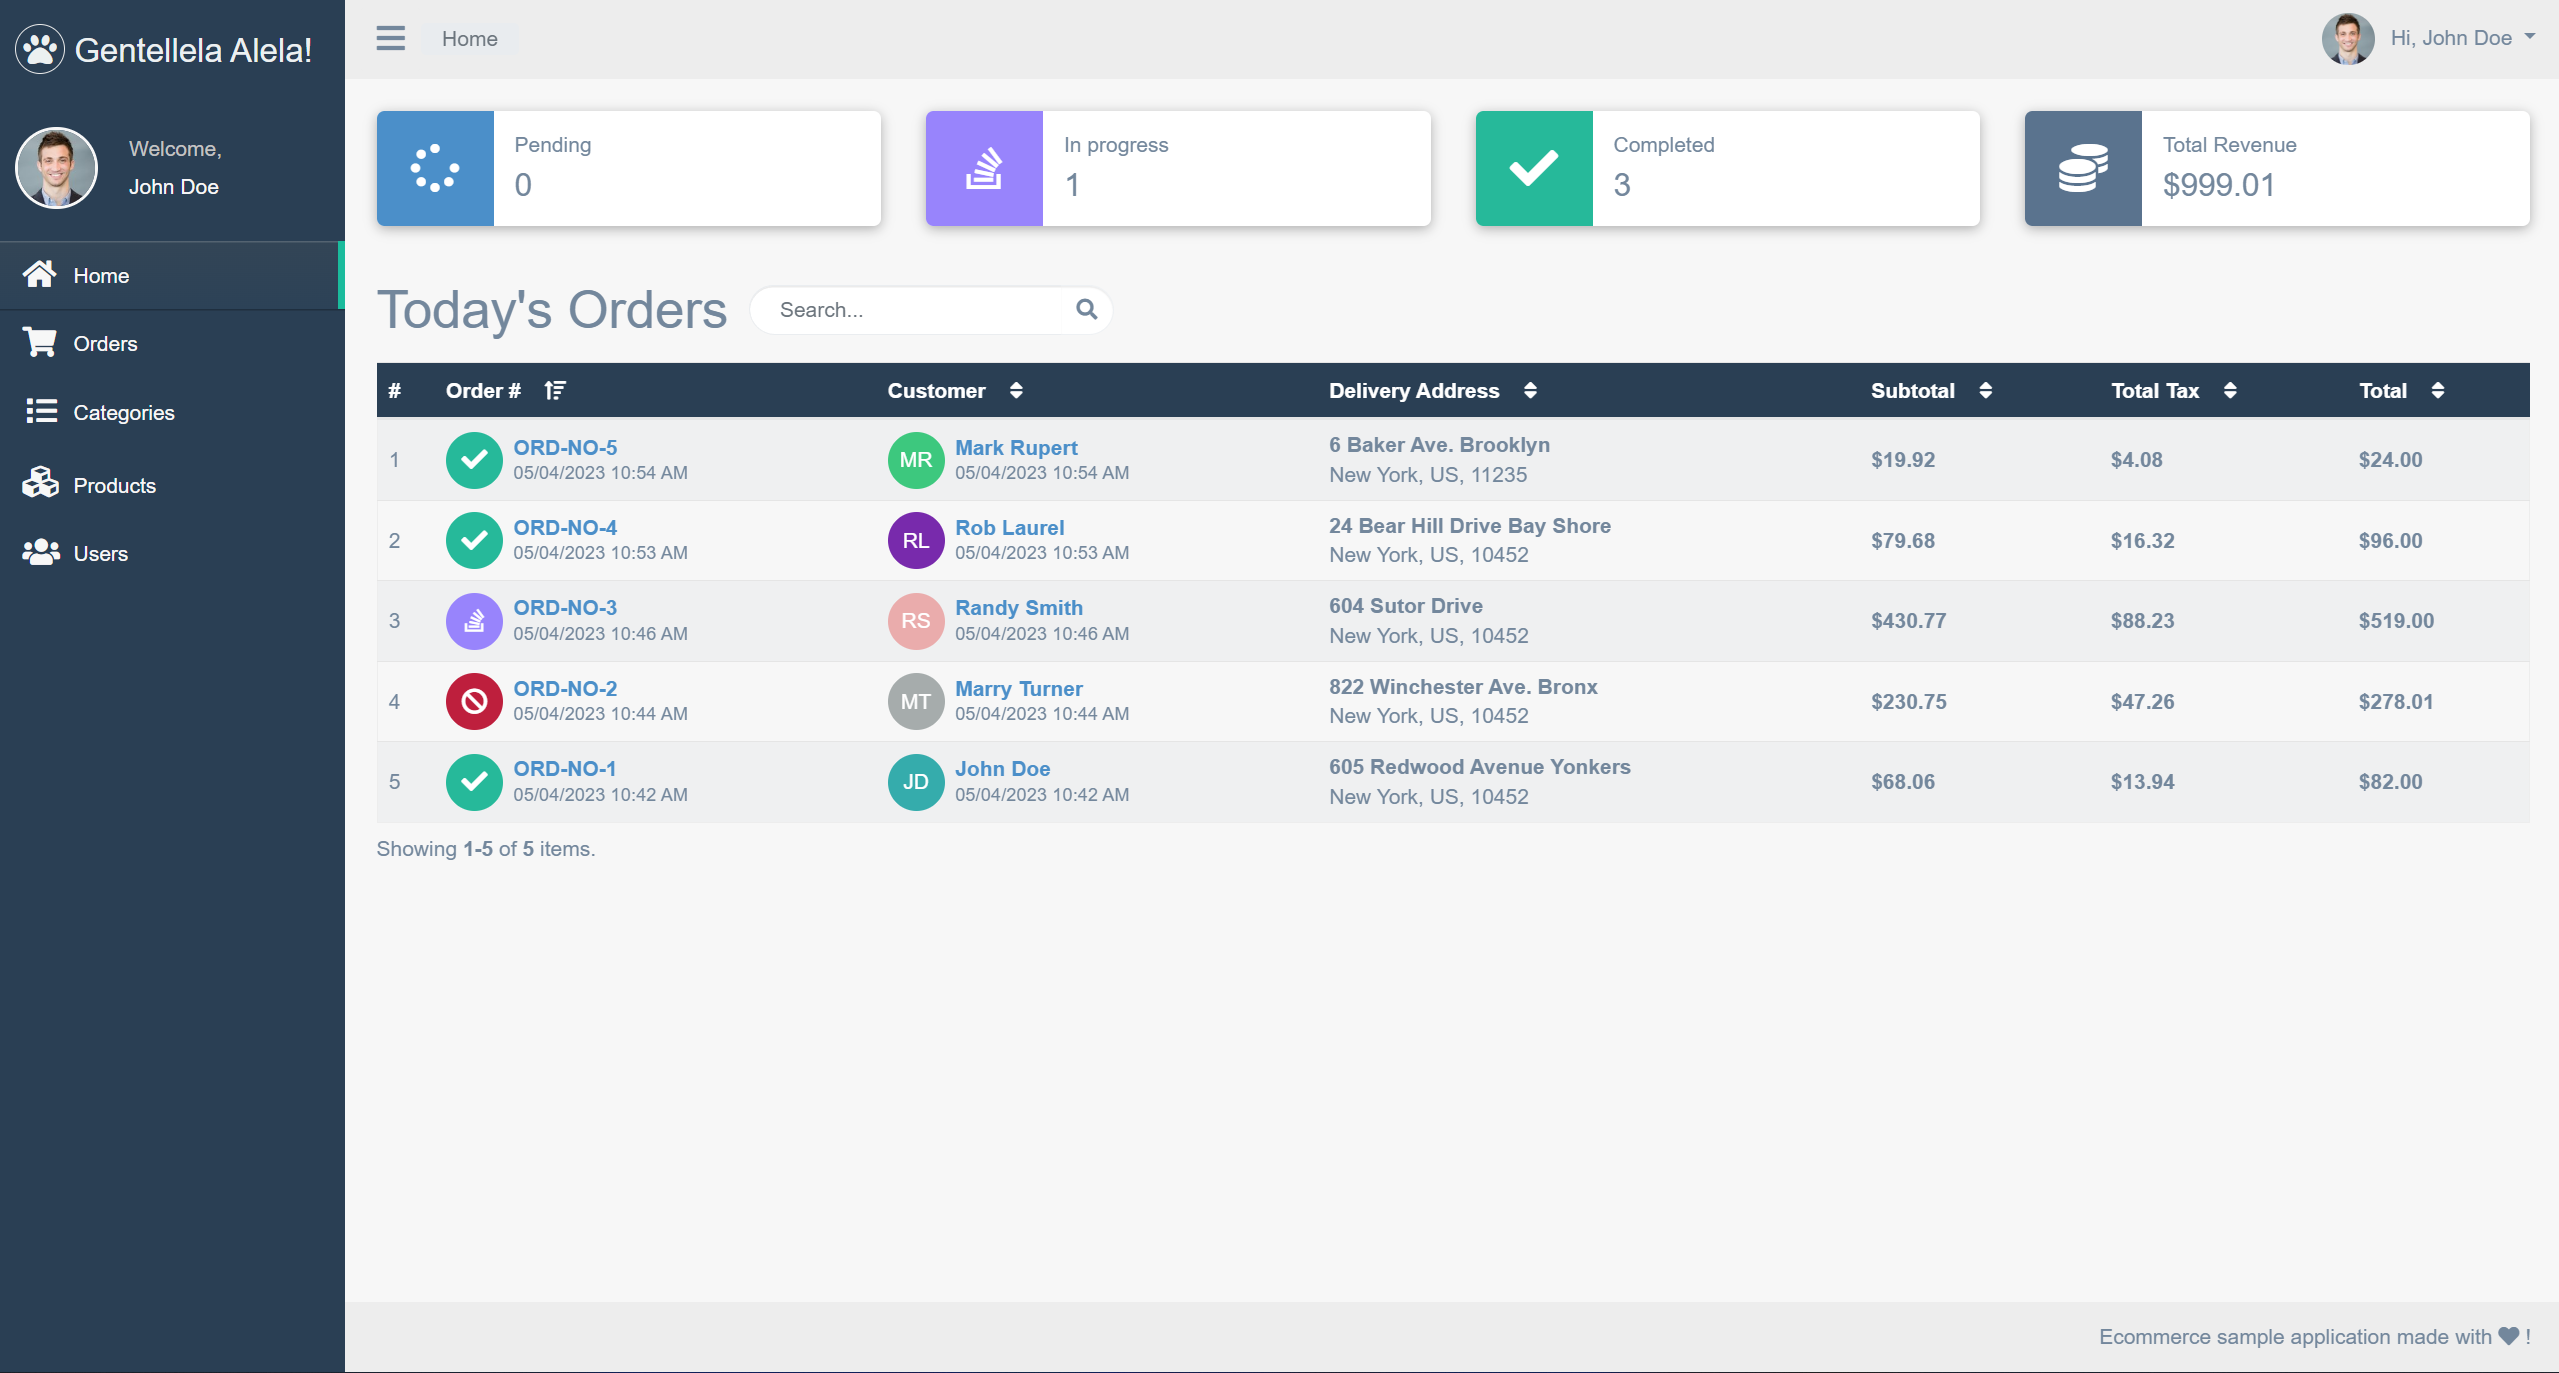 Gentellela Alela!
Welcome,
John Doe
Home
Orders
Categories
Products
Users
Home
Hi, John Doe
Pending
0
In progress
1
Completed
3
Total Revenue
$999.01
Today's Orders
Search...
# Order # Customer Delivery Address Subtotal Total Tax Total
1 ORD-NO-5 MR Mark Rupert 6 Baker Ave. Brooklyn $19.92 $4.08 $24.00
05/04/2023 10:54 AM 05/04/2023 10:54 AM New York, US, 11235
2 ORD-NO-4 RL Rob Laurel 24 Bear Hill Drive Bay Shore $79.68 $16.32 $96.00
05/04/2023 10:53 AM 05/04/2023 10:53 AM New York, US, 10452
3 ORD-NO-3 RS Randy Smith 604 Sutor Drive $430.77 $88.23 $519.00
05/04/2023 10:46 AM 05/04/2023 10:46 AM New York, US, 10452
4 ORD-NO-2 MT Marry Turner 822 Winchester Ave. Bronx $230.75 $47.26 $278.01
05/04/2023 10:44 AM 05/04/2023 10:44 AM New York, US, 10452
5 ORD-NO-1 JD John Doe 605 Redwood Avenue Yonkers $68.06 $13.94 $82.00
05/04/2023 10:42 AM 05/04/2023 10:42 AM New York, US, 10452
Showing 1-5 of 5 items.
Ecommerce sample application made with !